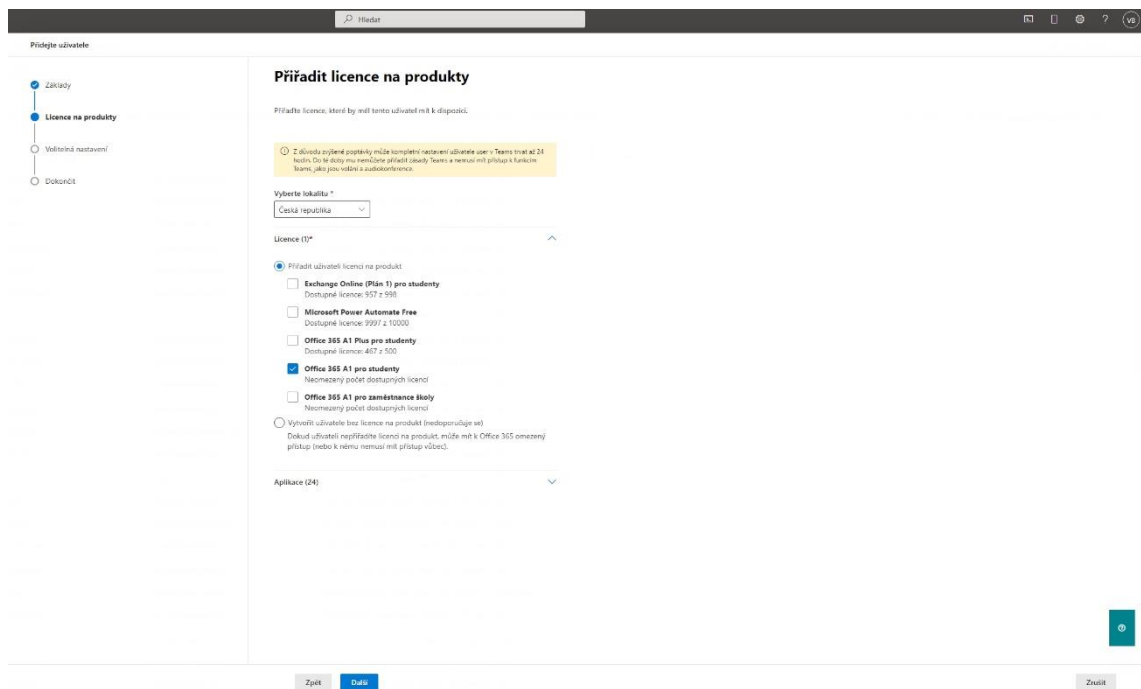 Hledat
VB
Přidejte uživatele
Základy
Licence na produkty
Volitelná nastavení
Dokončit
Přiřadit licence na produkty
Přiřaďte licence, které by měl tento uživatel mít k dispozici.
Z důvodu zvýšené poptávky může kompletní nastavení uživatele user v Teams trvat až 24
hodin. Do té doby mu nemůžete přiřadit zásady Teams a nemusí mít přístup k funkcím
Teams, jako jsou volání a audiokonference.
Vyberte lokalitu *
Česká republika
Licence (1)*
Přiřadit uživateli licenci na produkt
Exchange Online (Plán 1) pro studenty
Dostupné licence: 957 z 998
Microsoft Power Automate Free
Dostupné licence: 9997 z 10000
Office 365 A1 Plus pro studenty
Dostupné licence: 467 z 500
Office 365 A1 pro studenty
Neomezený počet dostupných licencí
Office 365 A1 pro zaměstnance školy
Neomezený počet dostupných licencí
Vytvořit uživatele bez licence na produkt (nedoporučuje se)
Dokud uživateli nepřiřadíte licenci na produkt, může mít k Office 365 omezený
přístup (nebo k němu nemusí mít přístup vůbec).
Aplikace (24)
Zpět
Další
Zrušit